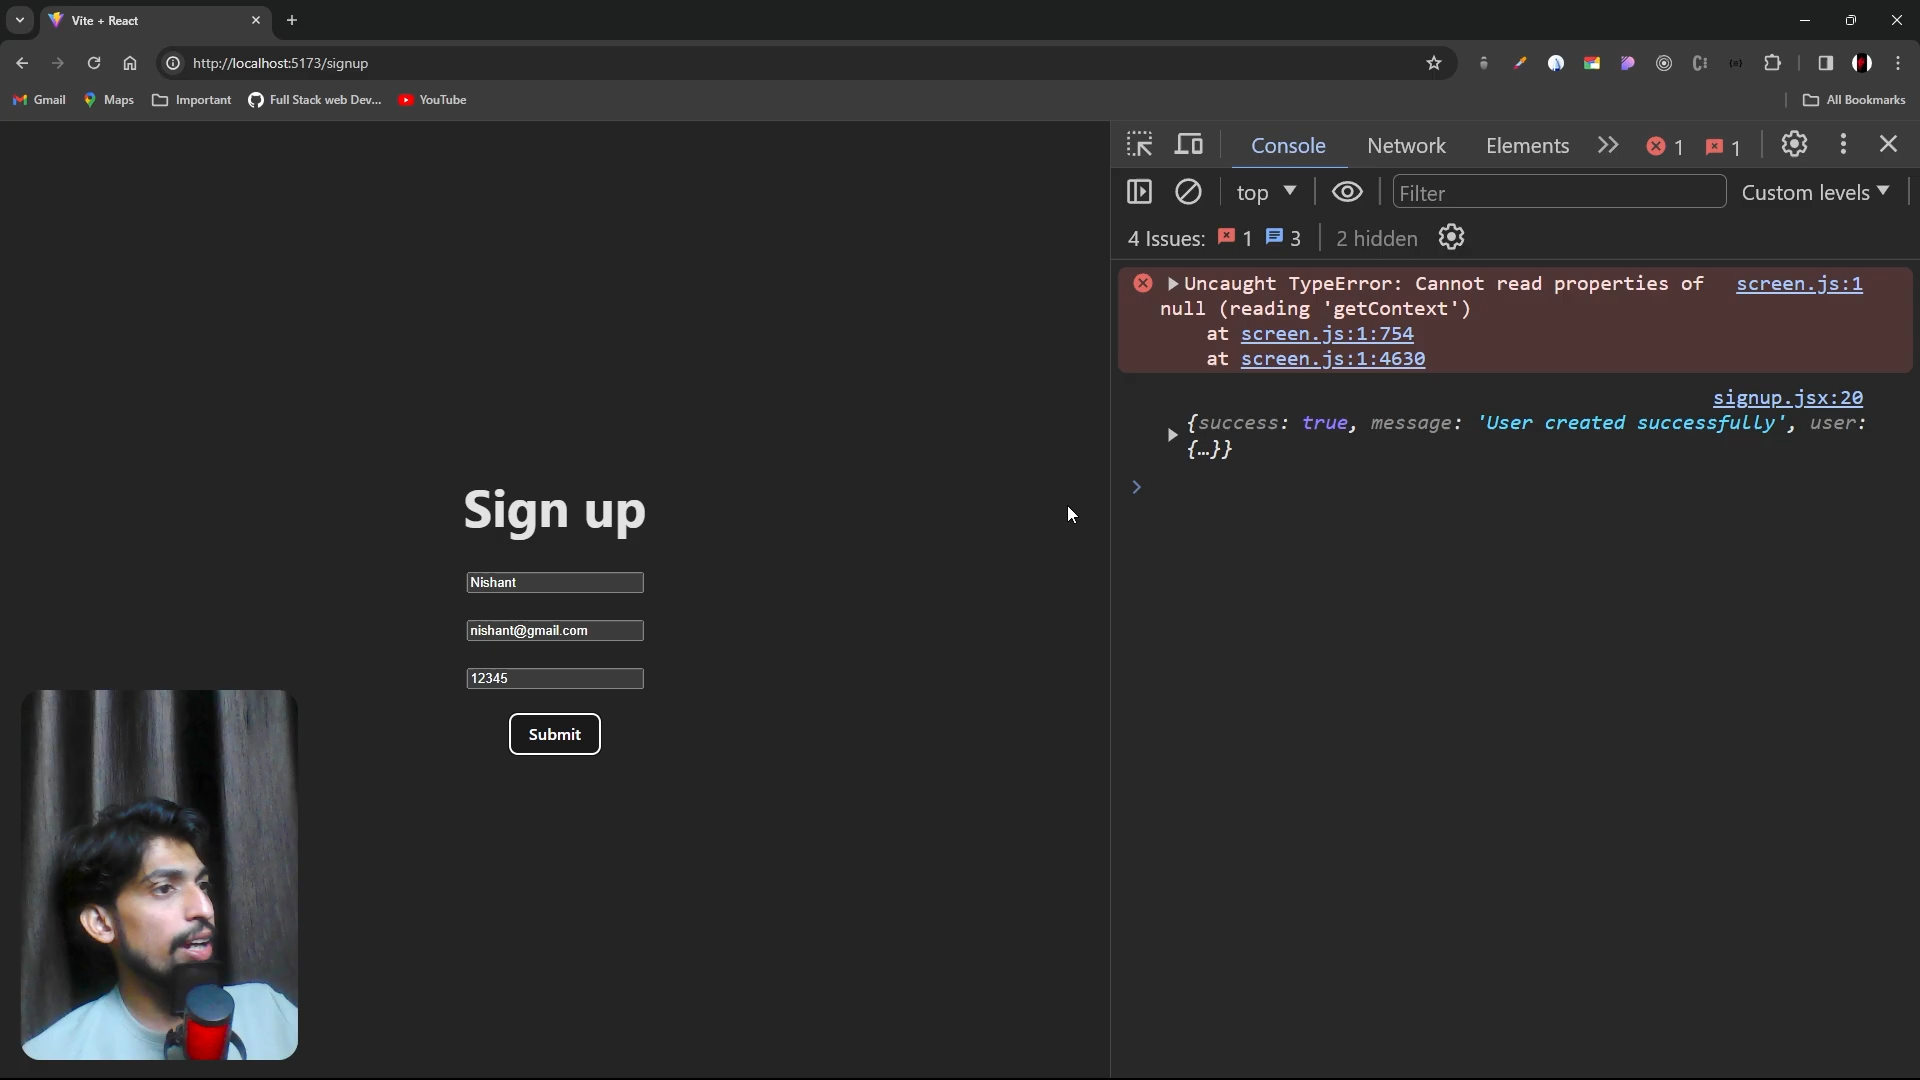 Vite + React
http://localhost:5173/signup
Gmail
Maps
Important
Full Stack web Dev...
YouTube
All Bookmarks
Console
Network
Elements
1
1
top
Filter
Custom levels
4 Issues:
1
3
2 hidden
Uncaught TypeError: Cannot read properties of
screen.js:1
null (reading 'getContext')
at screen.js:1:754
at screen.js:1:4630
signup.jsx:20
{success: true, message: 'User created successfully', user:
{…}}
Sign up
Nishant
nishant@gmail.com
12345
Submit